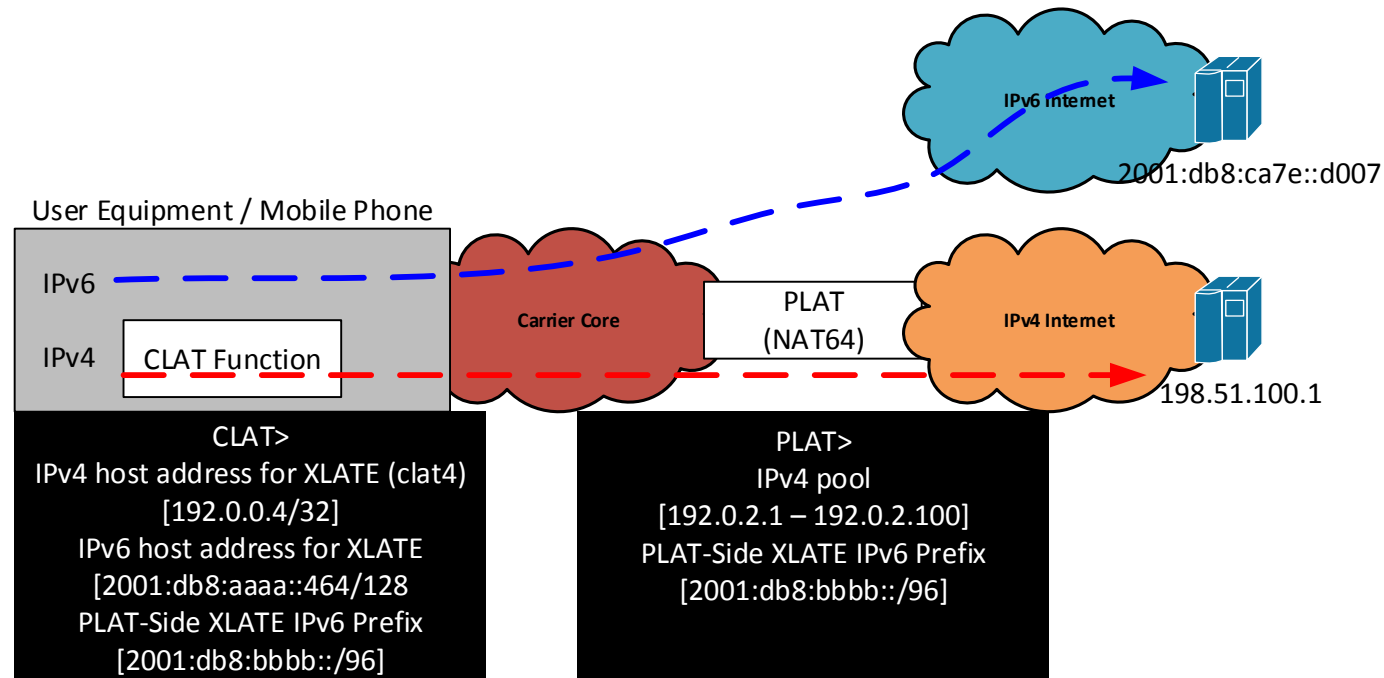 IPv6 Internet
2001:db8:ca7e::d007
User Equipment / Mobile Phone
IPv6
IPv4
CLAT Function
Carrier Core
PLAT
(NAT64)
IPv4 Internet
198.51.100.1
CLAT>
IPv4 host address for XLATE (clat4)
[192.0.0.4/32]
IPv6 host address for XLATE
[2001:db8:aaaa::464/128
PLAT-Side XLATE IPv6 Prefix
[2001:db8:bbbb::/96]
PLAT>
IPv4 pool
[192.0.2.1 – 192.0.2.100]
PLAT-Side XLATE IPv6 Prefix
[2001:db8:bbbb::/96]